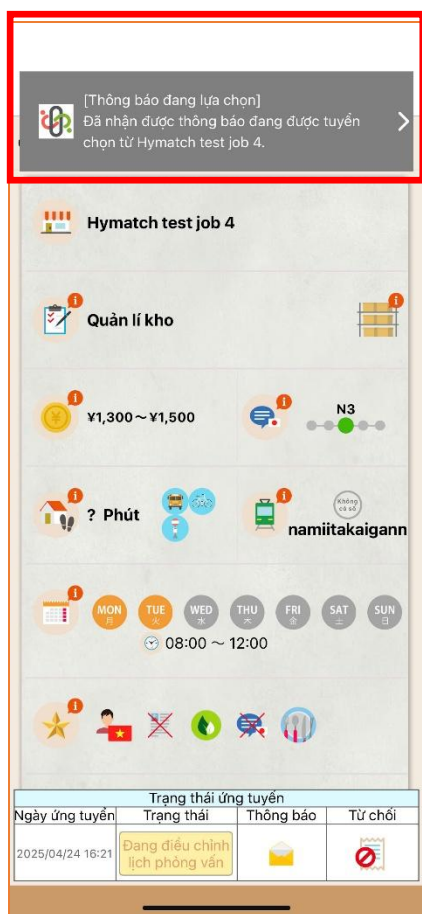 [Thông báo đang lựa chọn]
Đã nhận được thông báo đang được tuyển
chọn từ Hymatch test job 4.
Hymatch test job 4
Quản lí kho
¥1,300～¥1,500
N3
? Phút
Không
có số
namiitakaigann
MON TUE WED THU FRI SAT SUN
月 火 水 木 金 土 日
08:00 ～ 12:00
Trạng thái ứng tuyển
Ngày ứng tuyển Trạng thái Thông báo Từ chối
2025/04/24 16:21 Đang điều chỉnh
lịch phỏng vấn